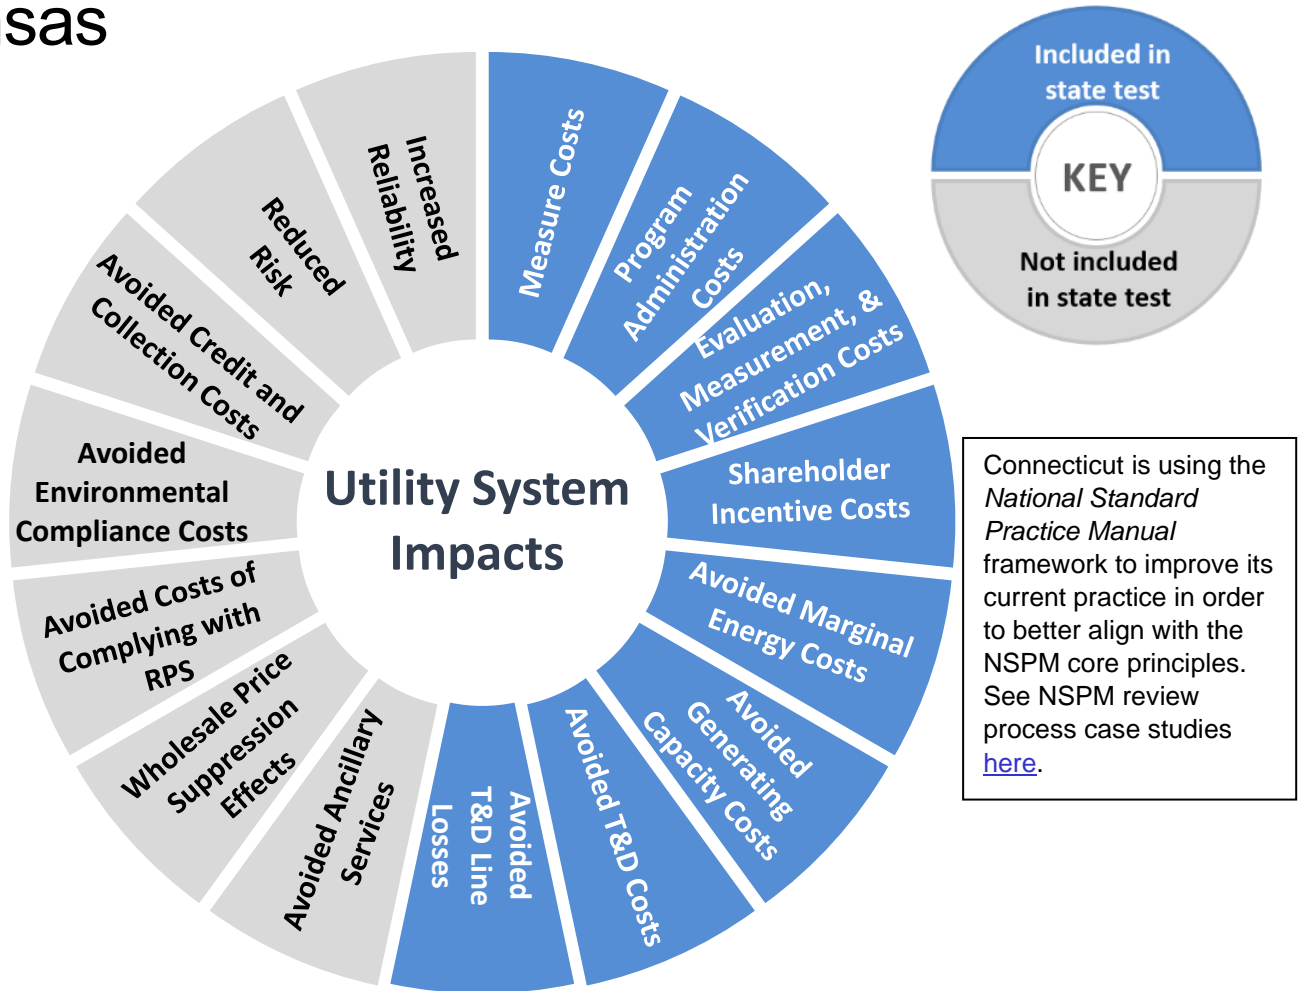 sas
Included in
state test
KEY
Not included
in state test
Measure Costs
Program
Administration
Costs
Evaluation,
Measurement, &
Verification Costs
Shareholder
Incentive Costs
Avoided Marginal
Energy Costs
Avoided
Generating
Capacity Costs
Avoided T&D Costs
Avoided
T&D Line
Losses
Avoided Ancillary
Services
Wholesale Price
Suppression
Effects
Avoided Costs of
Complying with
RPS
Avoided
Environmental
Compliance Costs
Avoided Credit and
Collection Costs
Reduced
Risk
Increased
Reliability
Utility System
Impacts
Connecticut is using the
National Standard
Practice Manual
framework to improve its
current practice in order
to better align with the
NSPM core principles.
See NSPM review
process case studies
here.